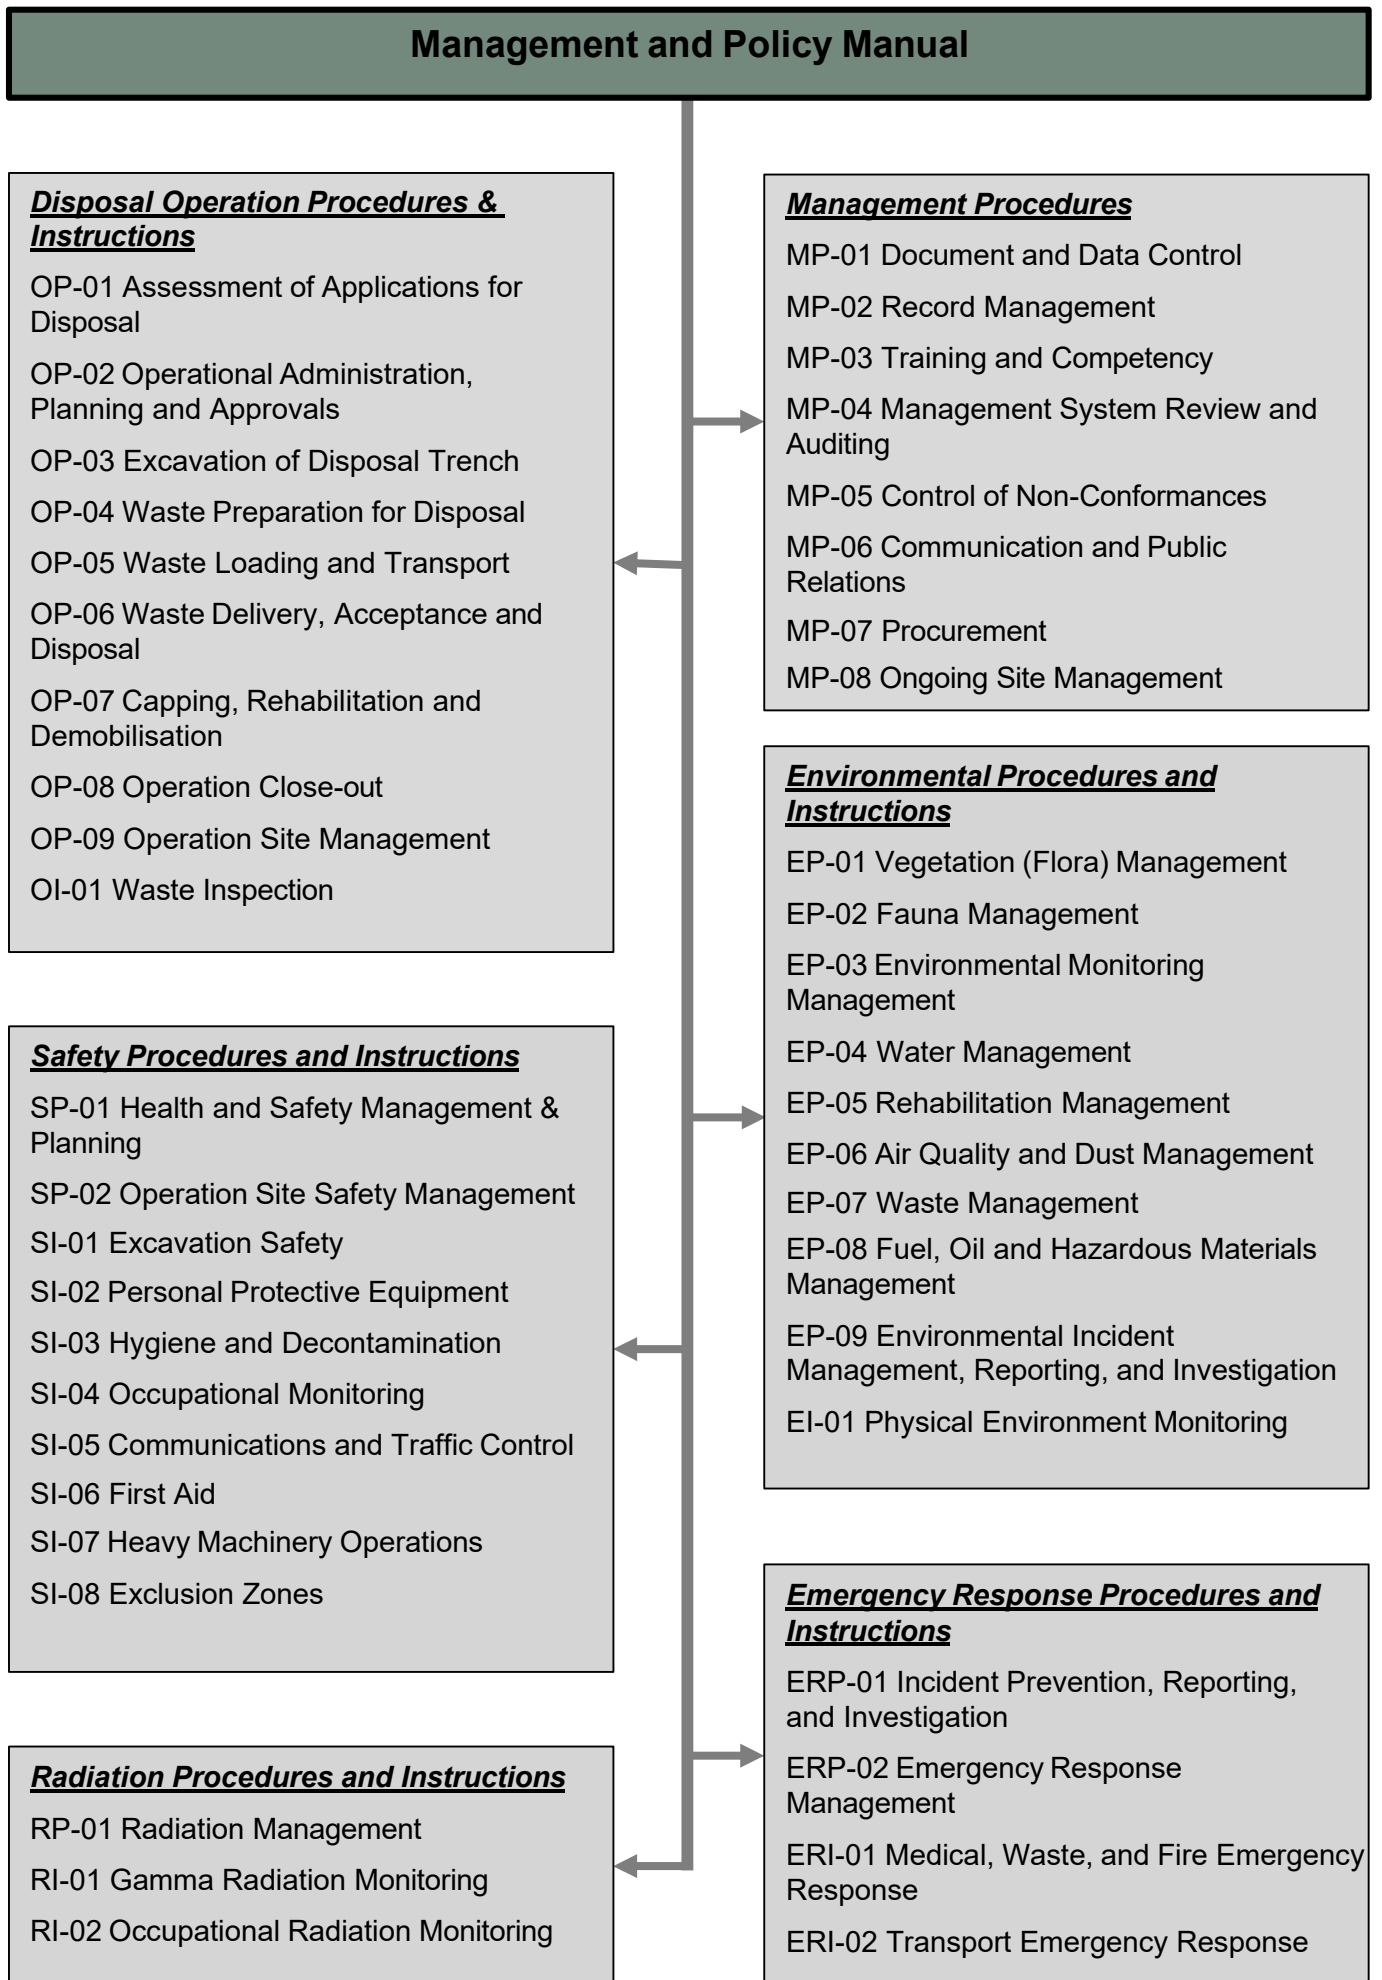 Management and Policy Manual
Disposal Operation Procedures &
Instructions
OP-01 Assessment of Applications for
Disposal
OP-02 Operational Administration,
Planning and Approvals
OP-03 Excavation of Disposal Trench
OP-04 Waste Preparation for Disposal
OP-05 Waste Loading and Transport
OP-06 Waste Delivery, Acceptance and
Disposal
OP-07 Capping, Rehabilitation and
Demobilisation
OP-08 Operation Close-out
OP-09 Operation Site Management
OI-01 Waste Inspection
Safety Procedures and Instructions
SP-01 Health and Safety Management &
Planning
SP-02 Operation Site Safety Management
SI-01 Excavation Safety
SI-02 Personal Protective Equipment
SI-03 Hygiene and Decontamination
SI-04 Occupational Monitoring
SI-05 Communications and Traffic Control
SI-06 First Aid
SI-07 Heavy Machinery Operations
SI-08 Exclusion Zones
Radiation Procedures and Instructions
RP-01 Radiation Management
RI-01 Gamma Radiation Monitoring
RI-02 Occupational Radiation Monitoring
Management Procedures
MP-01 Document and Data Control
MP-02 Record Management
MP-03 Training and Competency
MP-04 Management System Review and
Auditing
MP-05 Control of Non-Conformances
MP-06 Communication and Public
Relations
MP-07 Procurement
MP-08 Ongoing Site Management
Environmental Procedures and
Instructions
EP-01 Vegetation (Flora) Management
EP-02 Fauna Management
EP-03 Environmental Monitoring
Management
EP-04 Water Management
EP-05 Rehabilitation Management
EP-06 Air Quality and Dust Management
EP-07 Waste Management
EP-08 Fuel, Oil and Hazardous Materials
Management
EP-09 Environmental Incident
Management, Reporting, and Investigation
EI-01 Physical Environment Monitoring
Emergency Response Procedures and
Instructions
ERP-01 Incident Prevention, Reporting,
and Investigation
ERP-02 Emergency Response
Management
ERI-01 Medical, Waste, and Fire Emergency
Response
ERI-02 Transport Emergency Response